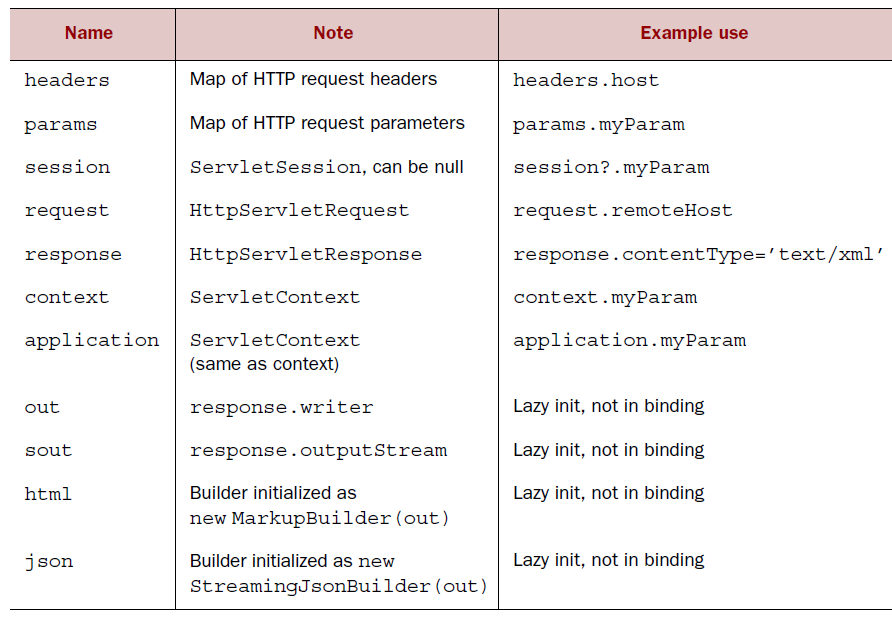 Name Note Example use
headers Map of HTTP request headers headers.host
params Map of HTTP request parameters params.myParam
session ServletSession, can be null session?.myParam
request HttpServletRequest request.remoteHost
response HttpServletResponse response.contentType=’text/xml’
context ServletContext context.myParam
application ServletContext application.myParam
(same as context)
out response.writer Lazy init, not in binding
sout response.outputStream Lazy init, not in binding
html Builder initialized as Lazy init, not in binding
new MarkupBuilder(out)
json Builder initialized as new Lazy init, not in binding
StreamingJsonBuilder(out)